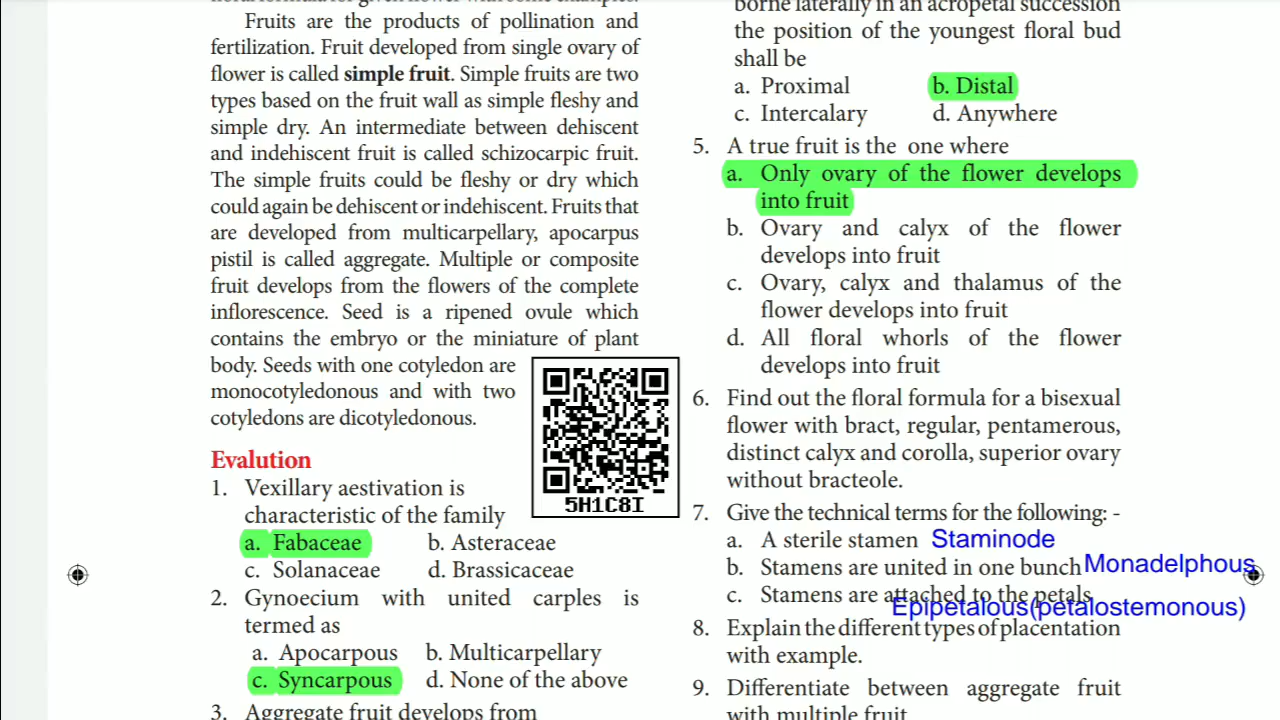 Fruits are the products of pollination and
fertilization. Fruit developed from single ovary of
flower is called simple fruit. Simple fruits are two
types based on the fruit wall as simple fleshy and
simple dry. An intermediate between dehiscent
and indehiscent fruit is called schizocarpic fruit.
The simple fruits could be fleshy or dry which
could again be dehiscent or indehiscent. Fruits that
are developed from multicarpellary, apocarpus
pistil is called aggregate. Multiple or composite
fruit develops from the flowers of the complete
inflorescence. Seed is a ripened ovule which
contains the embryo or the miniature of plant
body. Seeds with one cotyledon are
monocotyledonous and with two
cotyledons are dicotyledonous.
5H1C8I
Evalution
1. Vexillary aestivation is
characteristic of the family
a. Fabaceae b. Asteraceae
c. Solanaceae d. Brassicaceae
2. Gynoecium with united carples is
termed as
a. Apocarpous b. Multicarpellary
c. Syncarpous d. None of the above
3. Aggregate fruit develops from
borne laterally in an acropetal succession
the position of the youngest floral bud
shall be
a. Proximal b. Distal
c. Intercalary d. Anywhere
5. A true fruit is the one where
a. Only ovary of the flower develops
into fruit
b. Ovary and calyx of the flower
develops into fruit
c. Ovary, calyx and thalamus of the
flower develops into fruit
d. All floral whorls of the flower
develops into fruit
6. Find out the floral formula for a bisexual
flower with bract, regular, pentamerous,
distinct calyx and corolla, superior ovary
without bracteole.
7. Give the technical terms for the following: -
a. A sterile stamen Staminode
b. Stamens are united in one bunch Monadelphous
c. Stamens are attached to the petals
Epipetalous(petalostemonous)
8. Explain the different types of placentation
with example.
9. Differentiate between aggregate fruit
with multiple fruit